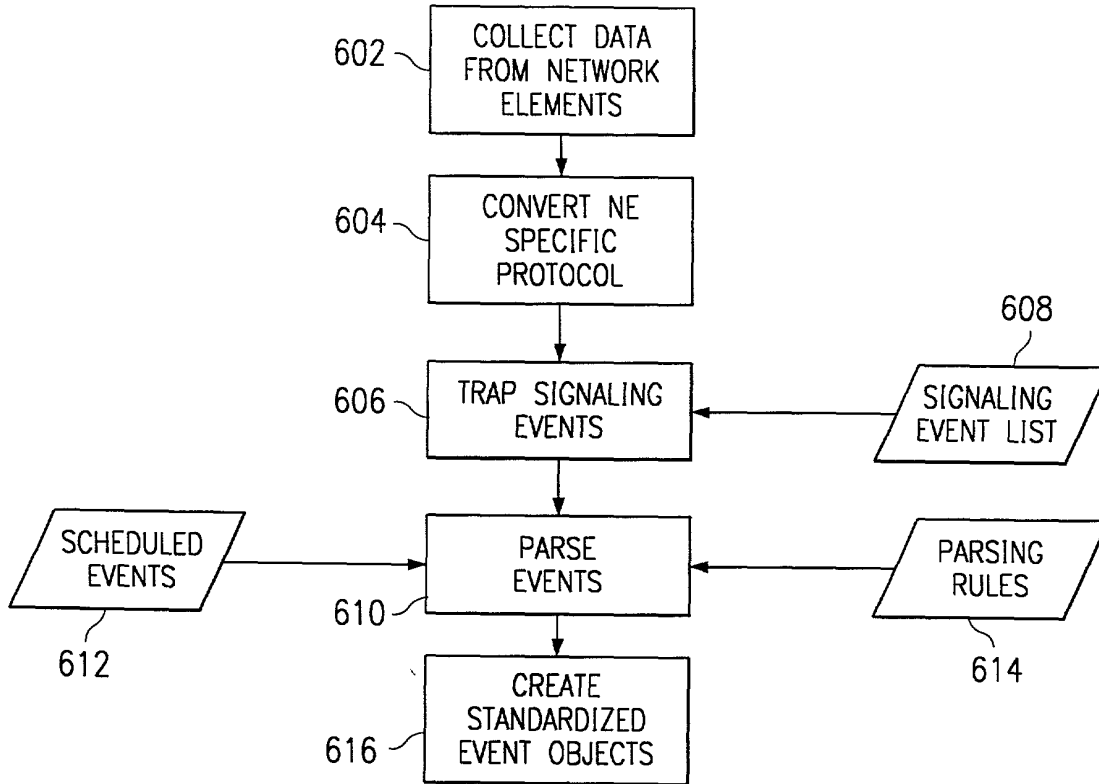 602
COLLECT DATA
FROM NETWORK
ELEMENTS
604
CONVERT NE
SPECIFIC
PROTOCOL
608
606
TRAP SIGNALING
EVENTS
SIGNALING
EVENT LIST
SCHEDULED
EVENTS
612
PARSE
EVENTS
610
PARSING
RULES
614
CREATE
STANDARDIZED
EVENT OBJECTS
616